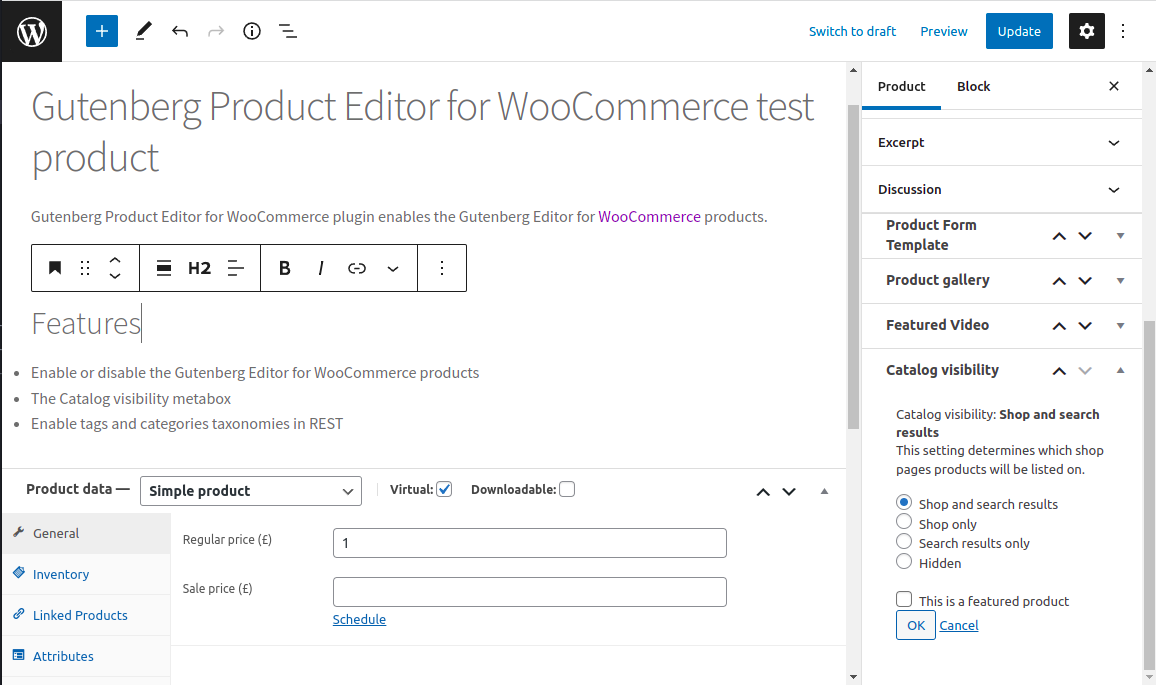 Switch to draft
Preview
Update
Product
Block
Gutenberg Product Editor for WooCommerce test
product
Gutenberg Product Editor for WooCommerce plugin enables the Gutenberg Editor for WooCommerce products.
H2
B
I
Features
Enable or disable the Gutenberg Editor for WooCommerce products
The Catalog visibility metabox
Enable tags and categories taxonomies in REST
Product data —
Simple product
Virtual:
Downloadable:
General
Inventory
Linked Products
Attributes
Regular price (£)
1
Sale price (£)
Schedule
Excerpt
Discussion
Product Form
Template
Product gallery
Featured Video
Catalog visibility
Catalog visibility: Shop and search
results
This setting determines which shop
pages products will be listed on.
Shop and search results
Shop only
Search results only
Hidden
This is a featured product
OK
Cancel